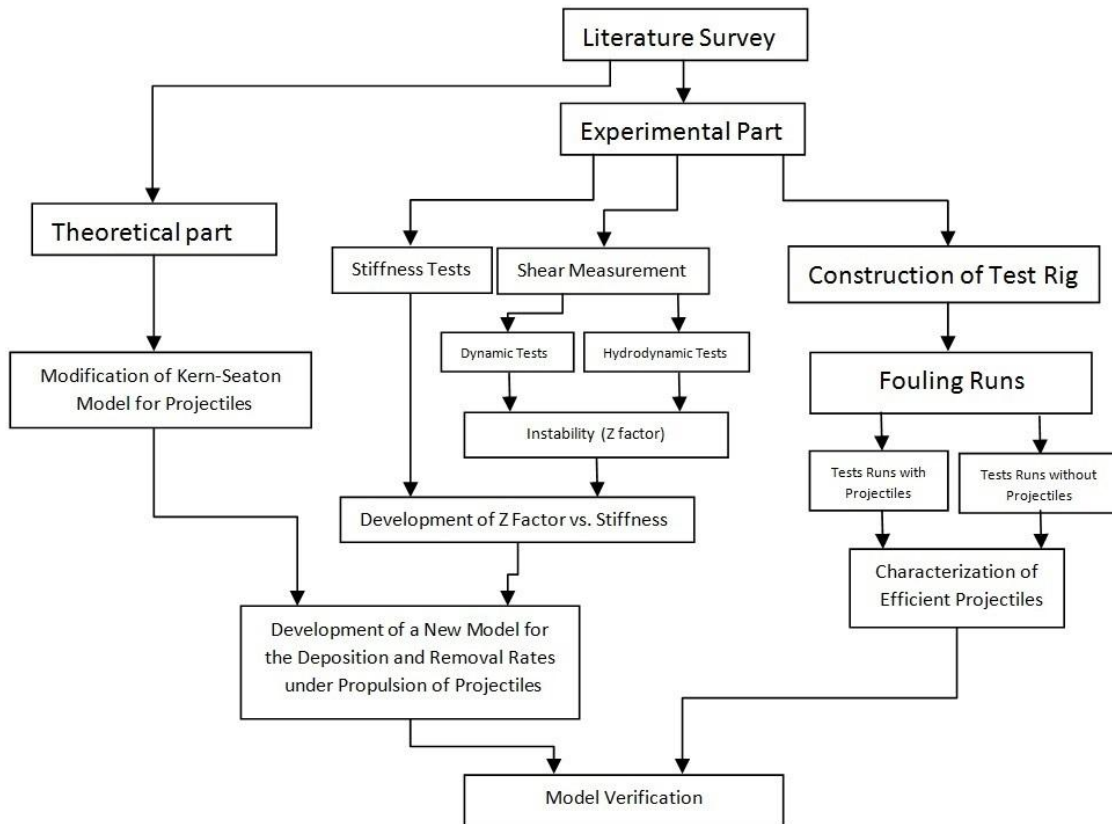 Literature Survey
Experimental Part
Theoretical part
Stiffness Tests
Shear Measurement
Construction of Test Rig
Dynamic Tests
Hydrodynamic Tests
Modification of Kern-Seaton
Model for Projectiles
Fouling Runs
Instability (Z factor)
Tests Runs with
Projectiles
Tests Runs without
Projectiles
Development of Z Factor vs. Stiffness
Characterization of
Efficient Projectiles
Development of a New Model for
the Deposition and Removal Rates
under Propulsion of Projectiles
Model Verification